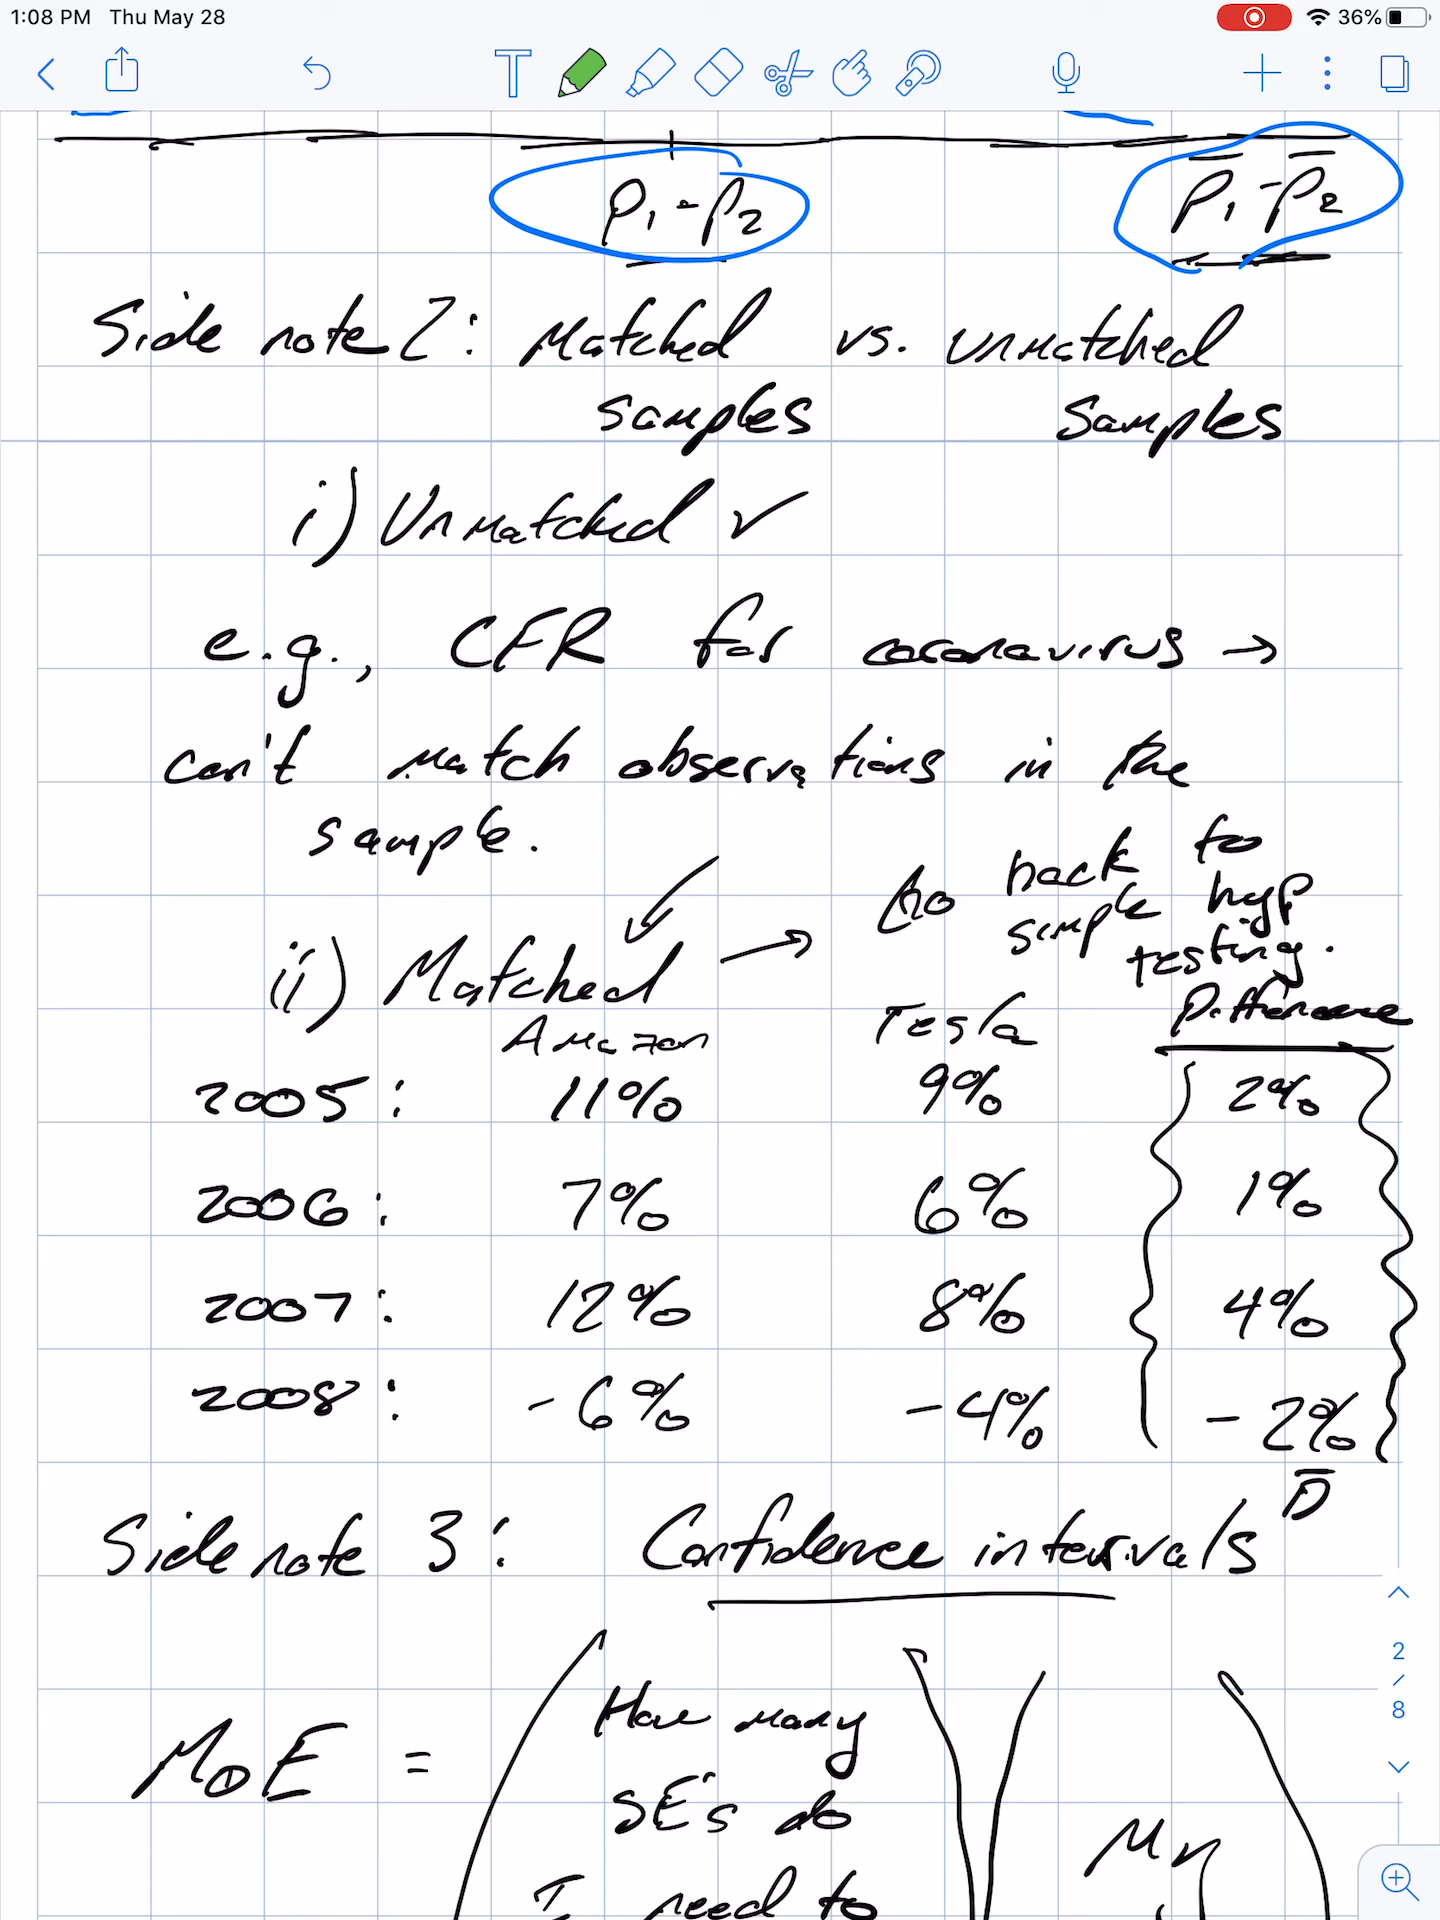 1:08 PM Thu May 28 36%
T
p1 - p2 p̅1 - p̅2
Side note 2: Matched vs. unmatched
samples samples
i) Unmatched ✓
e.g., CFR for coronavirus →
can't match observations in the
sample.
Go back to
simple hyp
testing.
ii) Matched →
Amazon Tesla Difference
2005: 11% 9% 2%
2006: 7% 6% 1%
2007: 12% 8% 4%
2008: -6% -4% -2%
D̅
Side note 3: Confidence intervals
2
/
8
How many
MoE =
SE's do
I need to